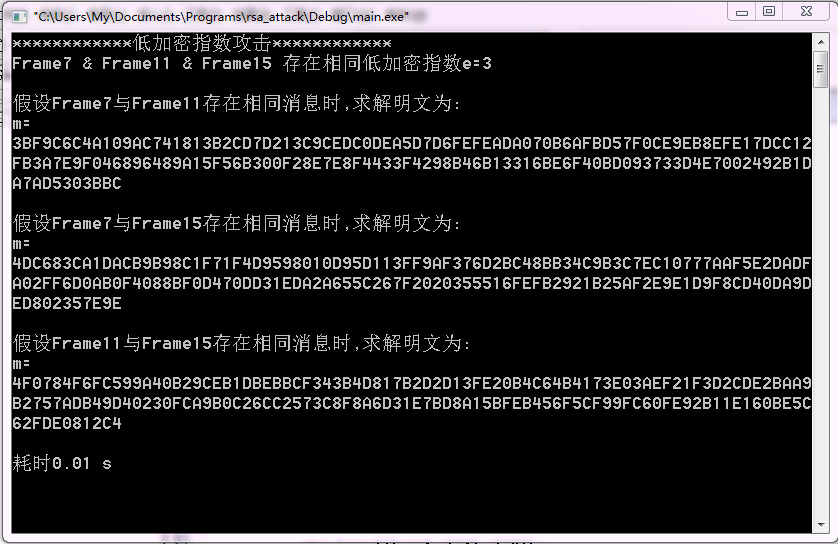 "C:\Users\My\Documents\Programs\rsa_attack\Debug\main.exe"
************低加密指数攻击************
Frame7 & Frame11 & Frame15 存在相同低加密指数e=3
假设Frame7与Frame11存在相同消息时,求解明文为:
m=
3BF9C6C4A109AC741813B2CD7D213C9CEDC0DEA5D7D6FEFEADA070B6AFBD57F0CE9EB8EFE17DCC12
FB3A7E9F046896489A15F56B300F28E7E8F4433F4298B46B13316BE6F40BD093733D4E7002492B1D
A7AD5303BBC
假设Frame7与Frame15存在相同消息时,求解明文为:
m=
4DC683CA1DACB9B98C1F71F4D9598010D95D113FF9AF376D2BC48BB34C9B3C7EC10777AAF5E2DADF
A02FF6D0AB0F4088BF0D470DD31EDA2A655C267F2020355516FEFB2921B25AF2E9E1D9F8CD40DA9D
ED802357E9E
假设Frame11与Frame15存在相同消息时,求解明文为:
m=
4F0784F6FC599A40B29CEB1DBEBBCF343B4D817B2D2D13FE20B4C64B4173E03AEF21F3D2CDE2BAA9
B2757ADB49D40230FCA9B0C26CC2573C8F8A6D31E7BD8A15BFEB456F5CF99FC60FE92B11E160BE5C
62FDE0812C4
耗时0.01 s